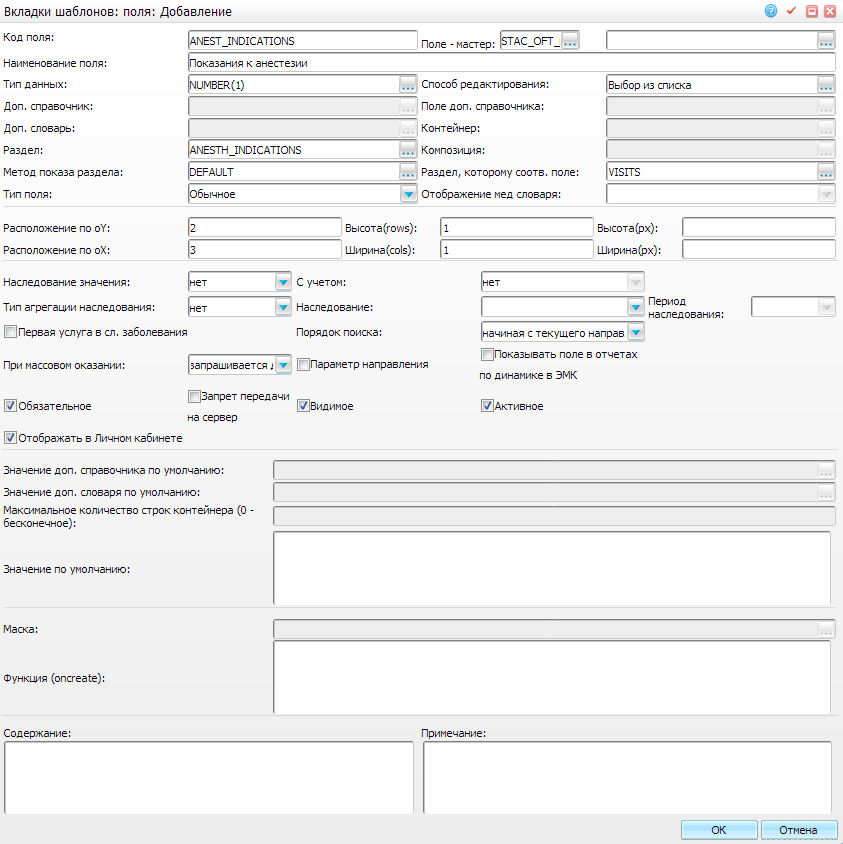 Вкладки шаблонов: поля: Добавление
Код поля: ANEST_INDICATIONS Поле - мастер: STAC_OFT_ ...
Наименование поля: Показания к анестезии
Тип данных: NUMBER(1) Способ редактирования: Выбор из списка
Доп. справочник: Поле доп. справочника:
Доп. словарь: Контейнер:
Раздел: ANESTH_INDICATIONS Композиция:
Метод показа раздела: DEFAULT Раздел, которому соотв. поле: VISITS
Тип поля: Обычное Отображение мед словаря:
Расположение по oY: 2 Высота(rows): 1 Высота(px):
Расположение по oX: 3 Ширина(cols): 1 Ширина(px):
Наследование значения: нет С учетом: нет
Тип агрегации наследования: нет Наследование: Период
наследования:
Первая услуга в сл. заболевания Порядок поиска: начиная с текущего направ
При массовом оказании: запрашивается Параметр направления Показывать поле в отчетах
по динамике в ЭМК
Обязательное Запрет передачи
на сервер Видимое Активное
Отображать в Личном кабинете
Значение доп. справочника по умолчанию:
Значение доп. словаря по умолчанию:
Максимальное количество строк контейнера (0 -
бесконечное):
Значение по умолчанию:
Маска:
Функция (oncreate):
Содержание: Примечание:
OK Отмена